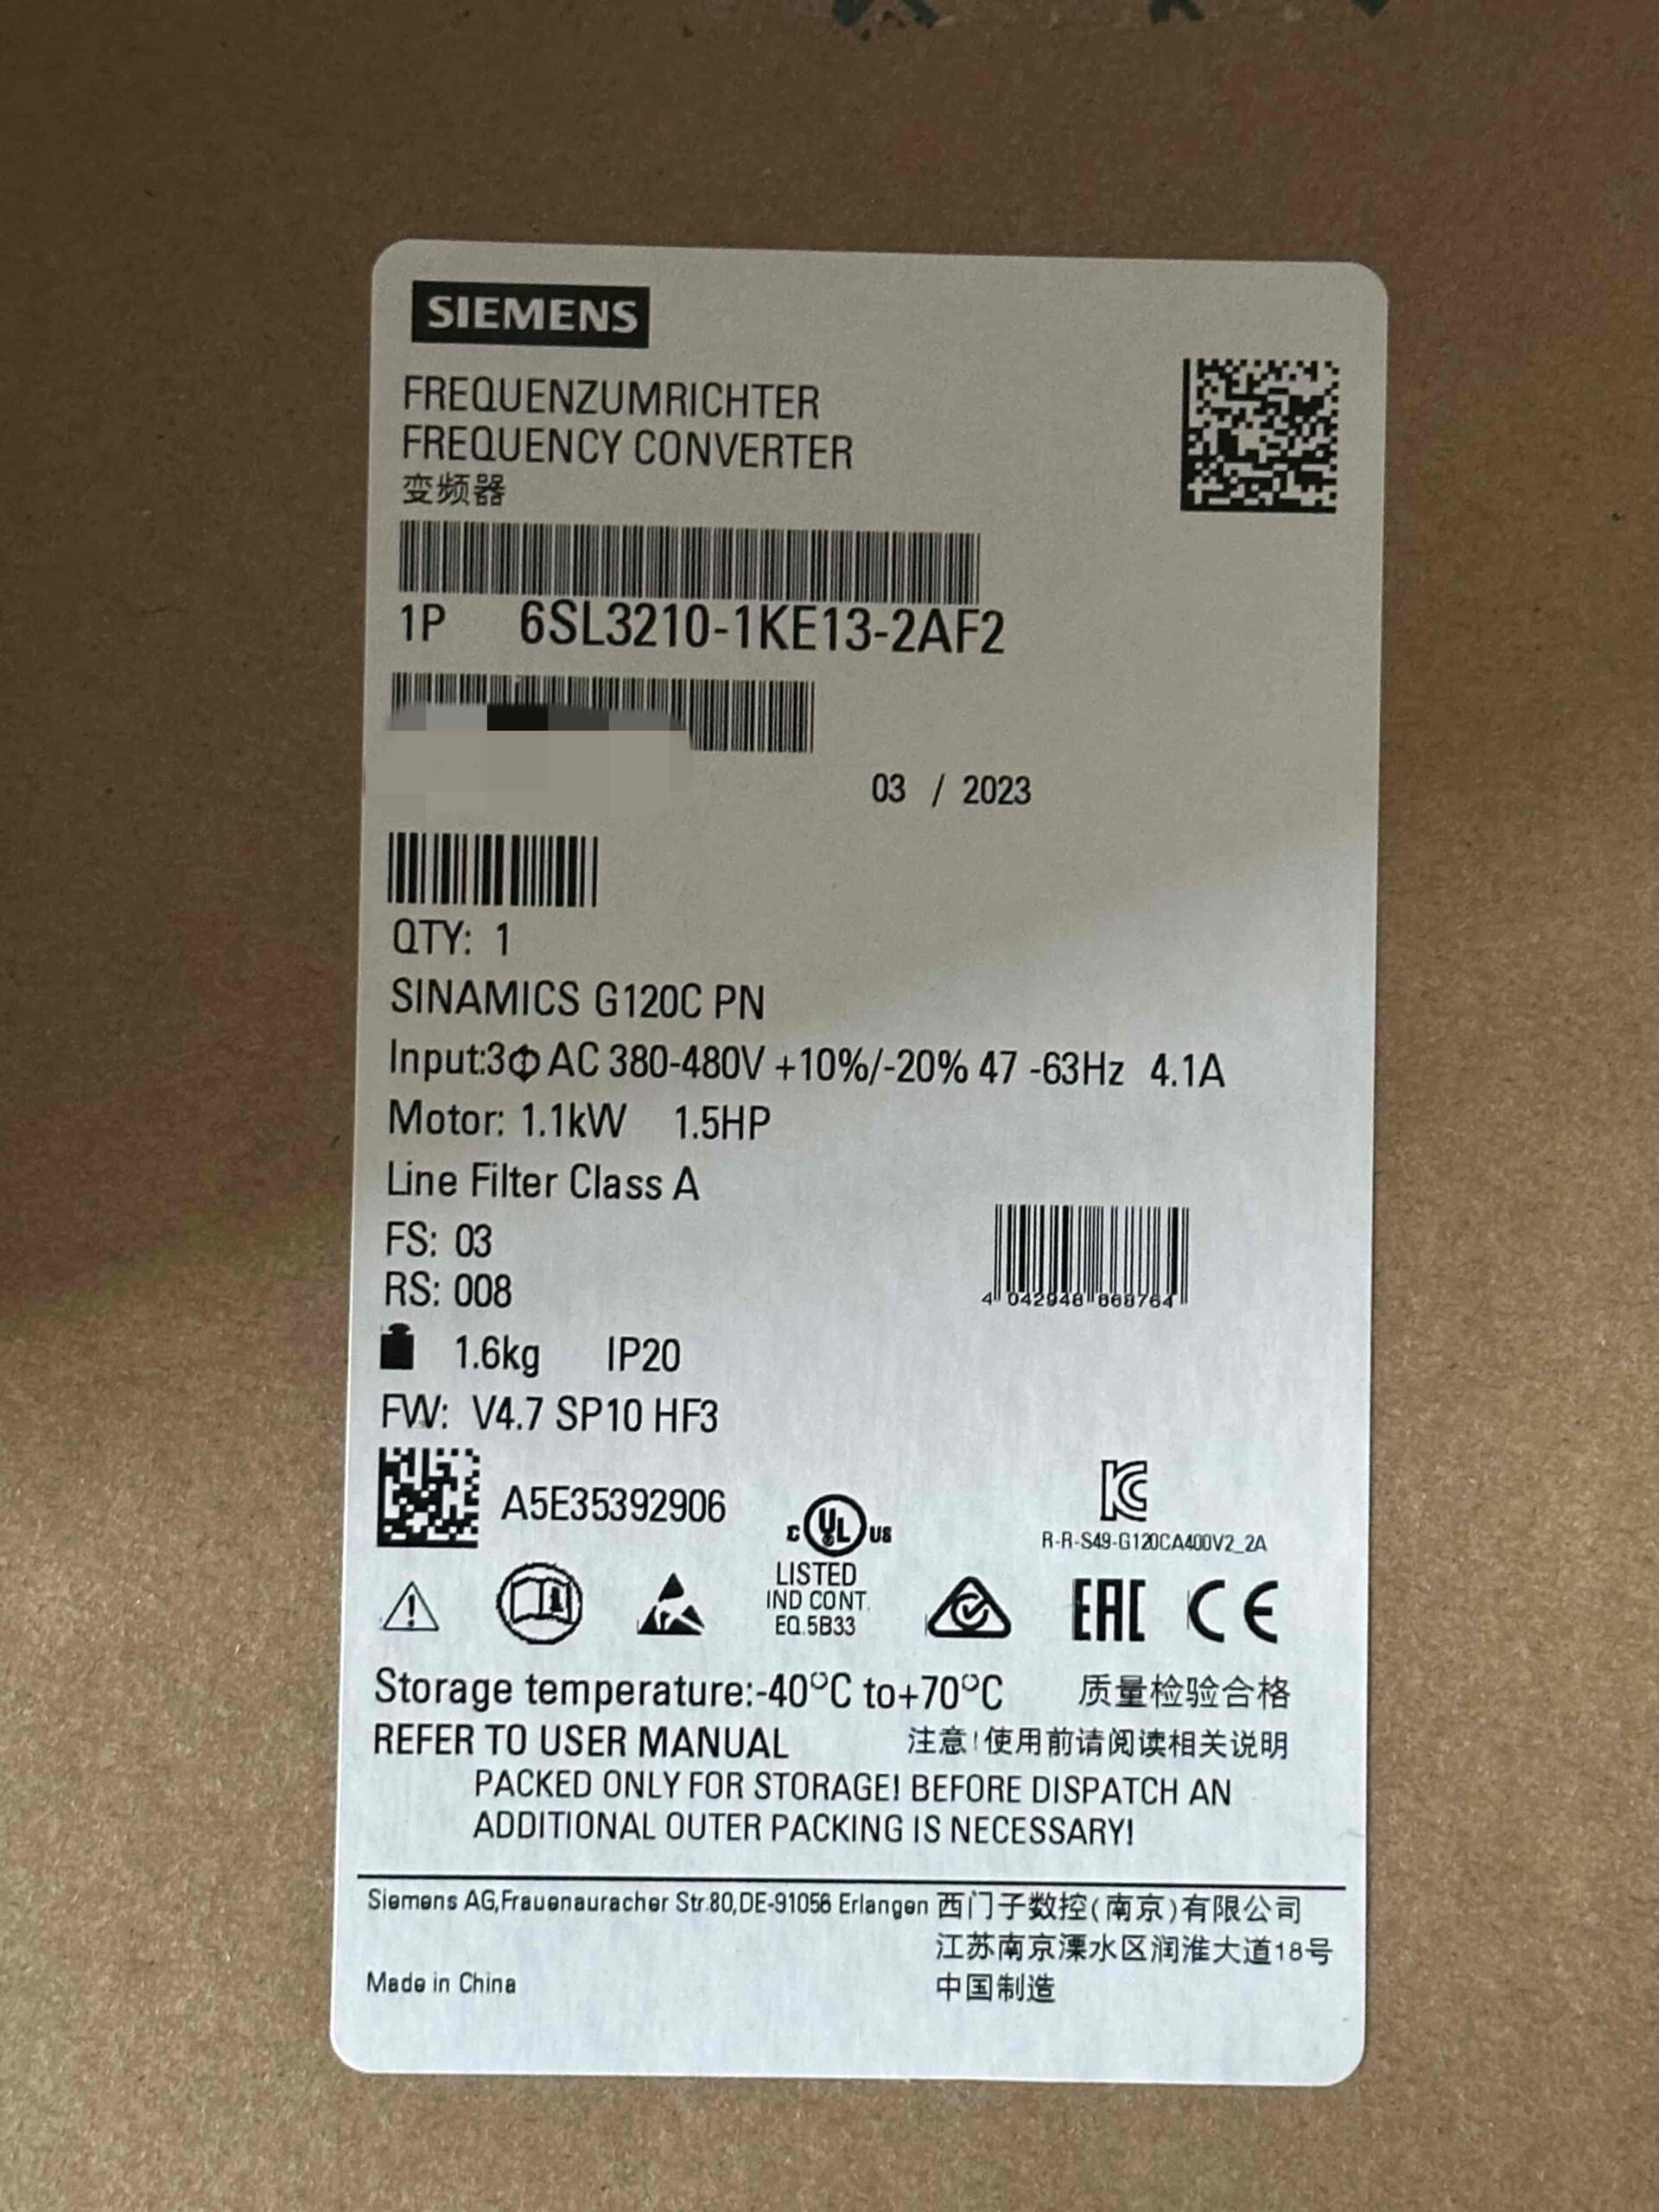 SIEMENS
FREQUENZUMRICHTER
FREQUENCY CONVERTER
变频器
1P 6SL3210-1KE13-2AF2
03 / 2023
QTY: 1
SINAMICS G120C PN
Input:3Φ AC 380-480V +10%/-20% 47 -63Hz 4.1A
Motor: 1.1kW 1.5HP
Line Filter Class A
FS: 03
RS: 008
4 042948 668764
1.6kg IP20
FW: V4.7 SP10 HF3
A5E35392906
c UL US
LISTED
IND CONT.
EQ.5B33
R-R-S49-G120CA400V2_2A
EAC CE
Storage temperature:-40°C to+70°C 质量检验合格
REFER TO USER MANUAL 注意!使用前请阅读相关说明
PACKED ONLY FOR STORAGE! BEFORE DISPATCH AN
ADDITIONAL OUTER PACKING IS NECESSARY!
Siemens AG,Frauenauracher Str.80,DE-91056 Erlangen 西门子数控(南京)有限公司
江苏南京溧水区润淮大道18号
Made in China 中国制造